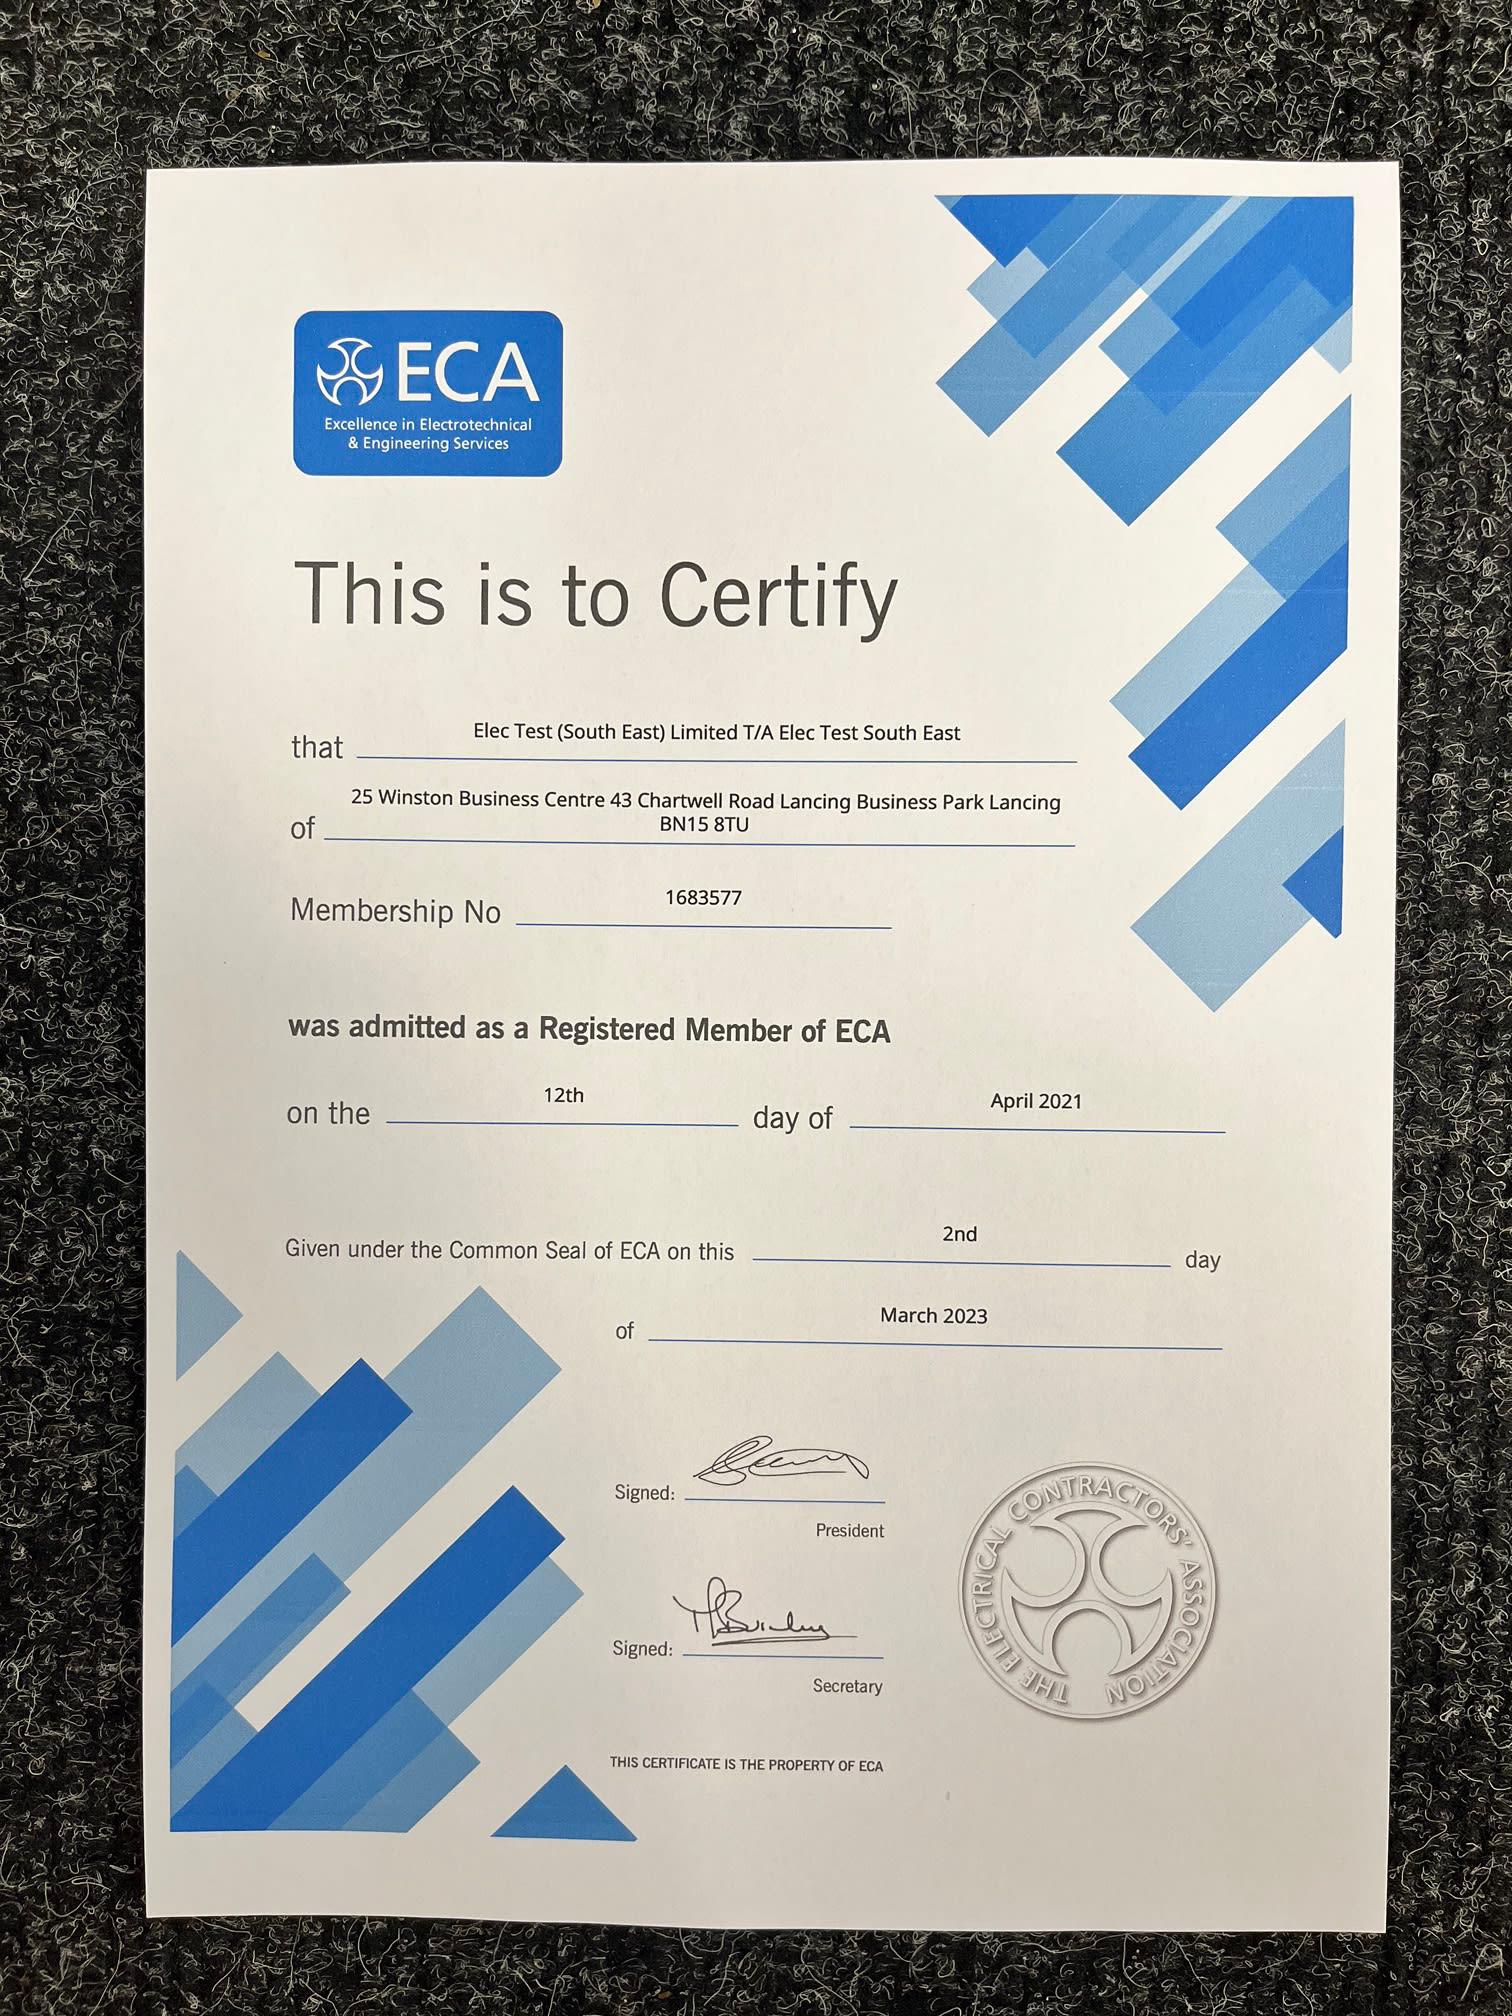 ECA
Excellence in Electrotechnical
& Engineering Services
This is to Certify
that Elec Test (South East) Limited T/A Elec Test South East
25 Winston Business Centre 43 Chartwell Road Lancing Business Park Lancing
of BN15 8TU
Membership No 1683577
was admitted as a Registered Member of ECA
on the 12th day of April 2021
Given under the Common Seal of ECA on this 2nd day
of March 2023
Signed:
President
Signed:
Secretary
THE ELECTRICAL CONTRACTORS' ASSOCIATION
THIS CERTIFICATE IS THE PROPERTY OF ECA